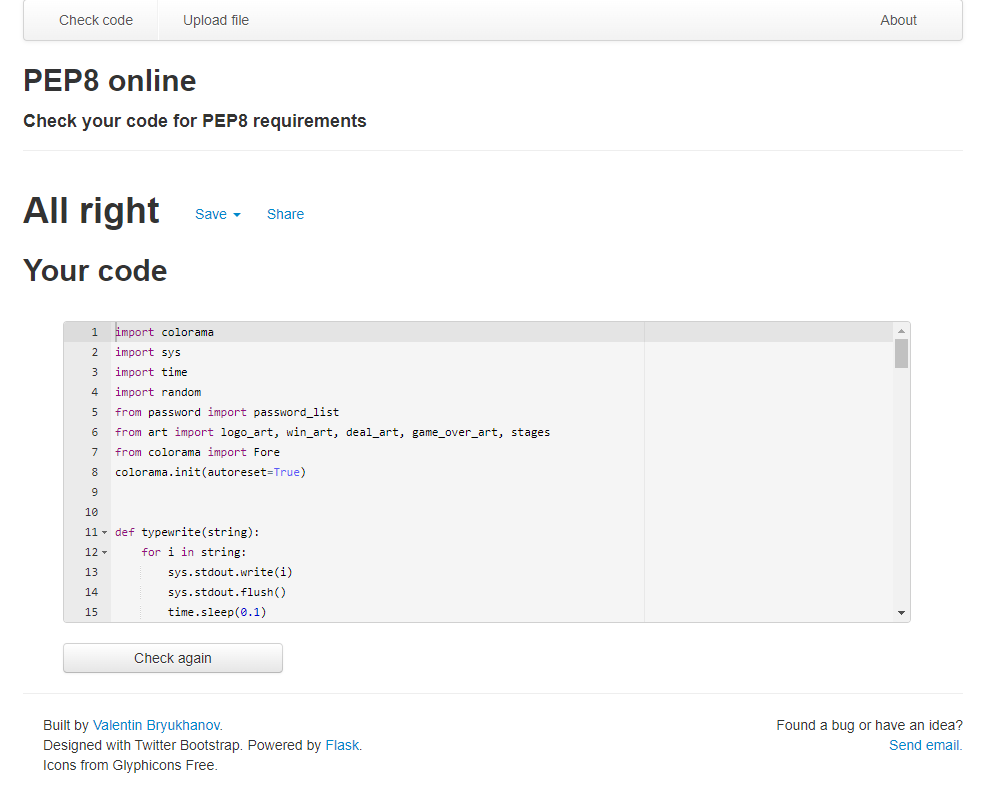 Check code Upload file About
PEP8 online
Check your code for PEP8 requirements
All right Save Share
Your code
1 import colorama
2 import sys
3 import time
4 import random
5 from password import password_list
6 from art import logo_art, win_art, deal_art, game_over_art, stages
7 from colorama import Fore
8 colorama.init(autoreset=True)
9
10
11 def typewrite(string):
12     for i in string:
13         sys.stdout.write(i)
14         sys.stdout.flush()
15         time.sleep(0.1)
Check again
Built by Valentin Bryukhanov. Found a bug or have an idea?
Designed with Twitter Bootstrap. Powered by Flask. Send email.
Icons from Glyphicons Free.